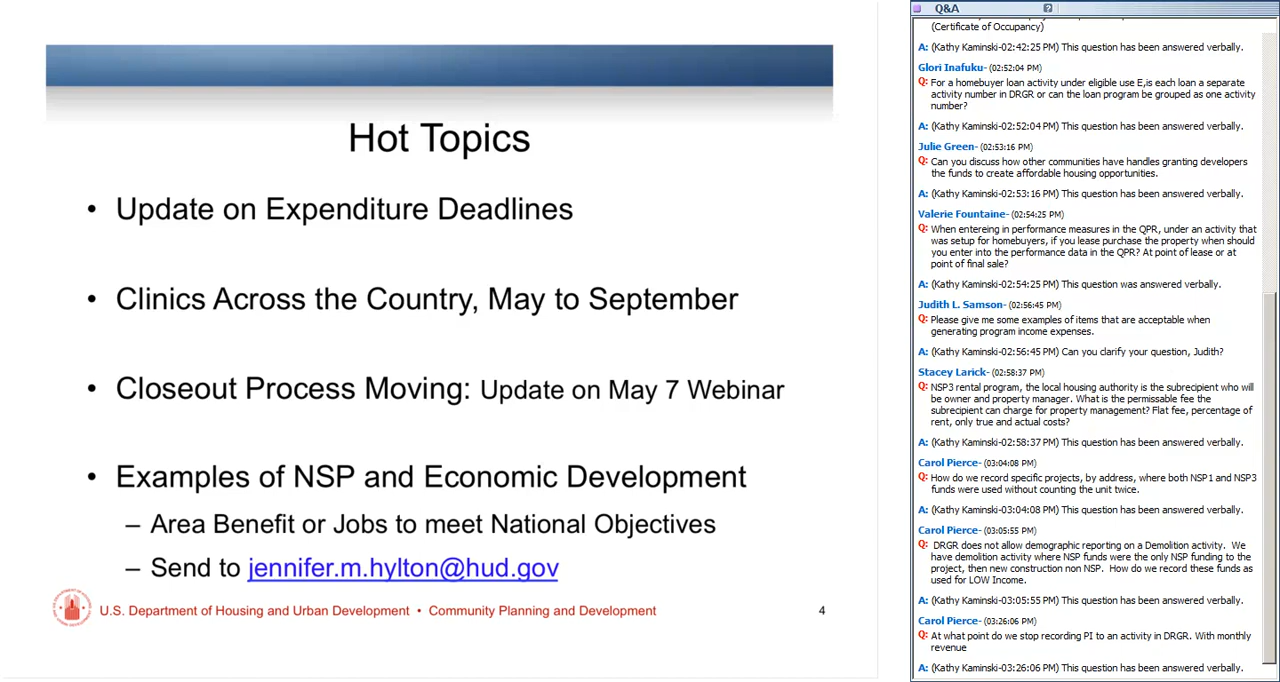 Hot Topics
• Update on Expenditure Deadlines
• Clinics Across the Country, May to September
• Closeout Process Moving: Update on May 7 Webinar
• Examples of NSP and Economic Development
– Area Benefit or Jobs to meet National Objectives
– Send to jennifer.m.hylton@hud.gov
U.S. Department of Housing and Urban Development • Community Planning and Development
4
Q&A
(Certificate of Occupancy)
A: (Kathy Kaminski-02:42:25 PM) This question has been answered verbally.
Glori Inafuku- (02:52:04 PM)
Q: For a homebuyer loan activity under eligible use E,is each loan a separate
activity number in DRGR or can the loan program be grouped as one activity
number?
A: (Kathy Kaminski-02:52:04 PM) This question has been answered verbally.
Julie Green- (02:53:16 PM)
Q: Can you discuss how other communities have handles granting developers
the funds to create affordable housing opportunities.
A: (Kathy Kaminski-02:53:16 PM) This question has been answered verbally.
Valerie Fountaine- (02:54:25 PM)
Q: When entereing in performance measures in the QPR, under an activity that
was setup for homebuyers, if you lease purchase the property when should
you enter into the performance data in the QPR? At point of lease or at
point of final sale?
A: (Kathy Kaminski-02:54:25 PM) This question was answered verbally.
Judith L. Samson- (02:56:45 PM)
Q: Please give me some examples of items that are acceptable when
generating program income expenses.
A: (Kathy Kaminski-02:56:45 PM) Can you clarify your question, Judith?
Stacey Larick- (02:58:37 PM)
Q: NSP3 rental program, the local housing authority is the subrecipient who will
be owner and property manager. What is the permissable fee the
subrecipient can charge for property management? Flat fee, percentage of
rent, only true and actual costs?
A: (Kathy Kaminski-02:58:37 PM) This question has been answered verbally.
Carol Pierce- (03:04:08 PM)
Q: How do we record specific projects, by address, where both NSP1 and NSP3
funds were used without counting the unit twice.
A: (Kathy Kaminski-03:04:08 PM) This question has been answered verbally.
Carol Pierce- (03:05:55 PM)
Q: DRGR does not allow demographic reporting on a Demolition activity. We
have demolition activity where NSP funds were the only NSP funding to the
project, then new construction non NSP. How do we record these funds as
used for LOW Income.
A: (Kathy Kaminski-03:05:55 PM) This question has been answered verbally.
Carol Pierce- (03:26:06 PM)
Q: At what point do we stop recording PI to an activity in DRGR. With monthly
revenue
A: (Kathy Kaminski-03:26:06 PM) This question has been answered verbally.